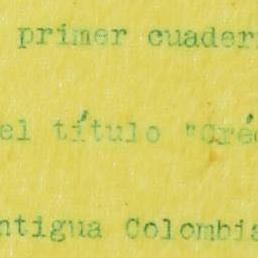 primer cuader
el título "Cré
ntigua Colombia